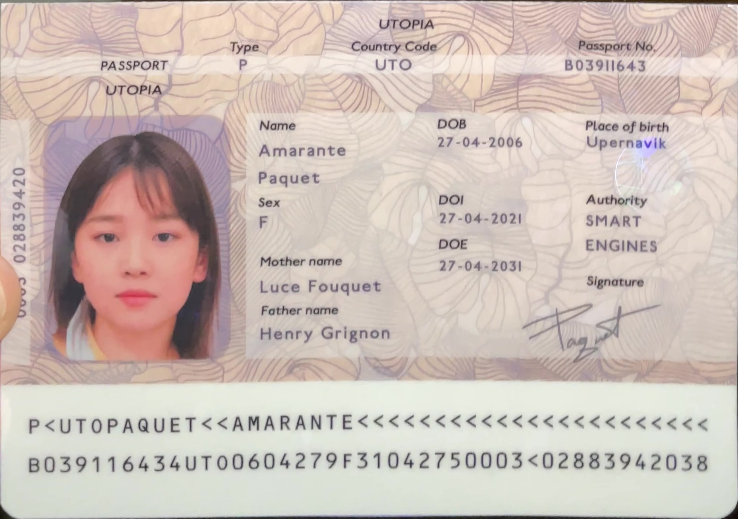 UTOPIA
Type
Country Code
Passport No.
PASSPORT
P
UTO
B03911643
UTOPIA
Name
DOB
Place of birth
Amarante
27-04-2006
Upernavik
Paquet
Sex
DOI
Authority
F
27-04-2021
SMART
DOE
ENGINES
Mother name
27-04-2031
Luce Fouquet
Signature
Father name
Henry Grignon
Paquet
0003 028839420
P<UTOPAQUET<<AMARANTE<<<<<<<<<<<<<<<<<<<<<<<
B039116434UTO0604279F31042750003<02883942038